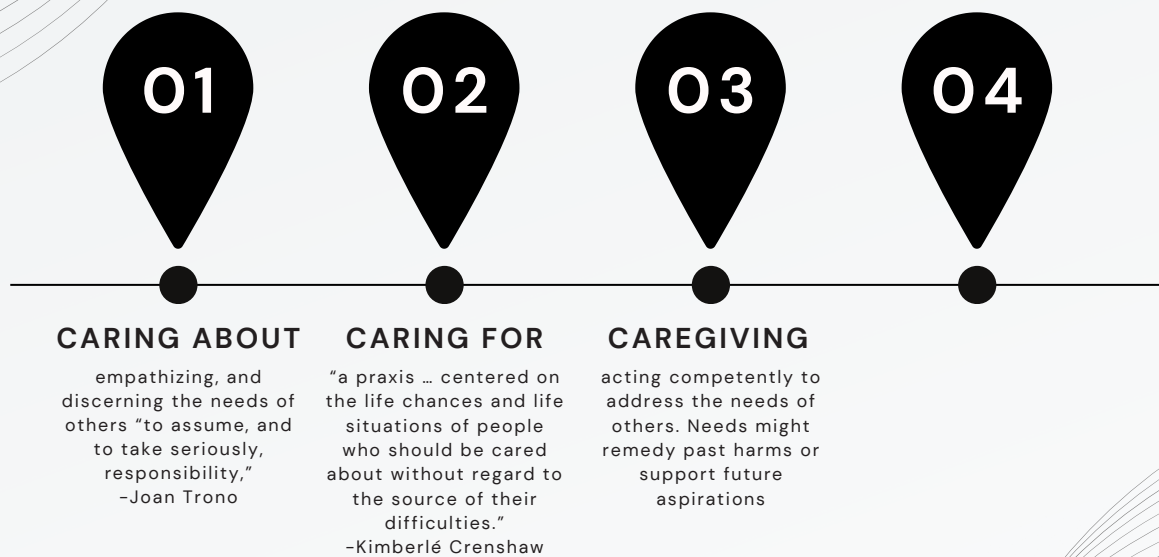 01 02 03 04
CARING ABOUT
empathizing, and
discerning the needs of
others “to assume, and
to take seriously,
responsibility,”
-Joan Trono
CARING FOR
“a praxis … centered on
the life chances and life
situations of people
who should be cared
about without regard to
the source of their
difficulties.”
-Kimberlé Crenshaw
CAREGIVING
acting competently to
address the needs of
others. Needs might
remedy past harms or
support future
aspirations